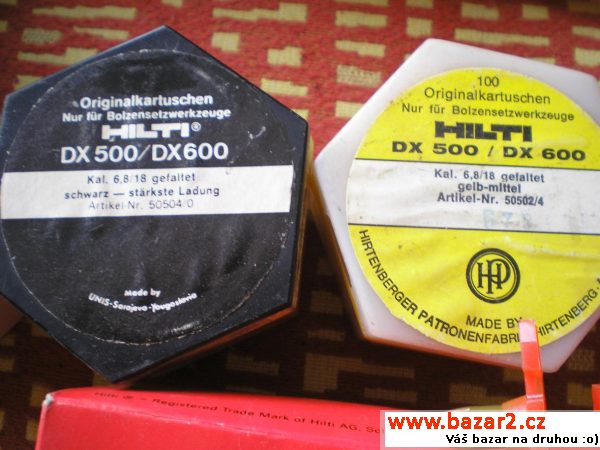 Originalkartuschen
Nur für Bolzensetzwerkzeuge
HILTI®
DX 500/DX600
Kal. 6,8/18 gefaltet
schwarz — stärkste Ladung
Artikel-Nr. 50504/0
Made by
UNIS-Sarajevo-Yougoslavia
100
Originalkartuschen
Nur für Bolzensetzwerkzeuge
HILTI
DX 500 / DX 600
Kal. 6,8/18 gefaltet
gelb-mittel
Artikel-Nr. 50502/4
HP
MADE BY
HIRTENBERGER PATRONENFABRIK HIRTENBERG
Hilti ® – Registered Trade Mark of Hilti AG,
www.bazar2.cz
Váš bazar na druhou :o)